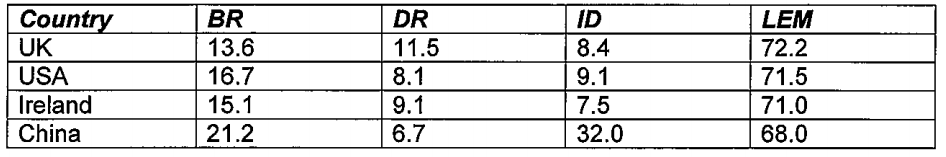 Country BR DR ID LEM
UK 13.6 11.5 8.4 72.2
USA 16.7 8.1 9.1 71.5
Ireland 15.1 9.1 7.5 71.0
China 21.2 6.7 32.0 68.0